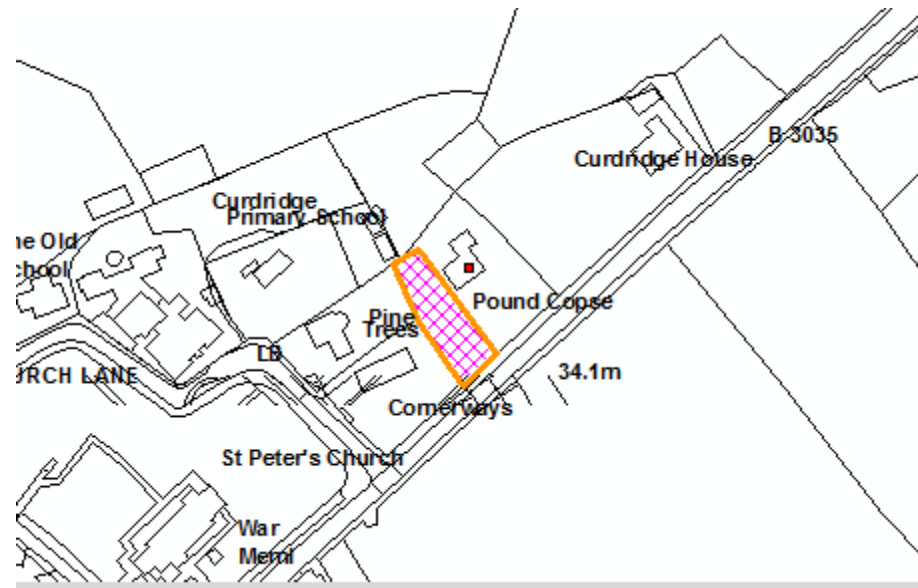 B 3035
Curdridge House
Curdridge
Primary School
he Old
chool
Pound Copse
Pine
Trees
LB
34.1m
URCH LANE
Cornerways
St Peter's Church
War
Meml